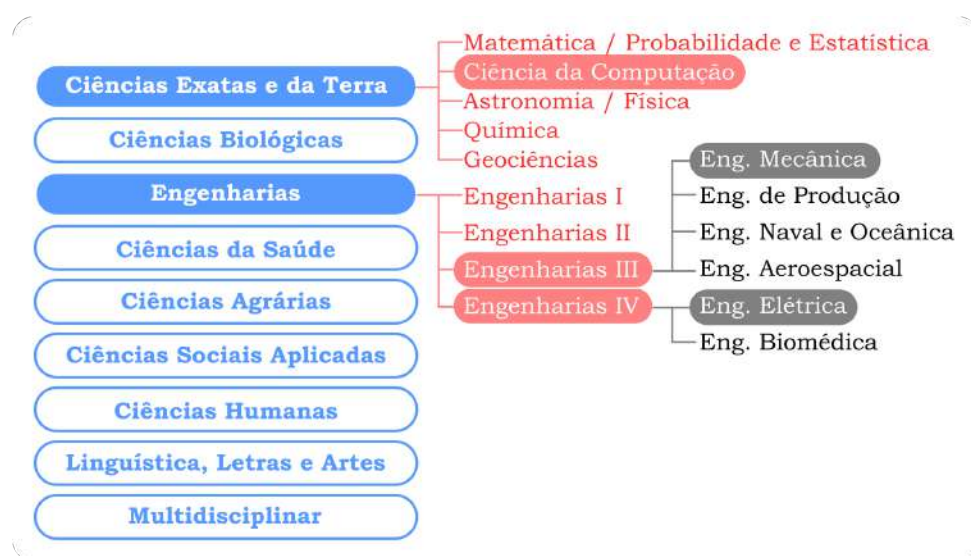 Ciências Exatas e da Terra
Ciências Biológicas
Engenharias
Ciências da Saúde
Ciências Agrárias
Ciências Sociais Aplicadas
Ciências Humanas
Linguística, Letras e Artes
Multidisciplinar
Matemática / Probabilidade e Estatística
Ciência da Computação
Astronomia / Física
Química
Geociências
Engenharias I
Engenharias II
Engenharias III
Engenharias IV
Eng. Mecânica
Eng. de Produção
Eng. Naval e Oceânica
Eng. Aeroespacial
Eng. Elétrica
Eng. Biomédica